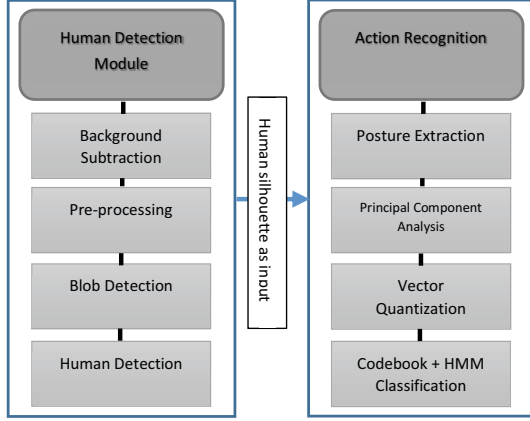 Human Detection
Module
Background
Subtraction
Pre-processing
Blob Detection
Human Detection
Human silhouette as input
Action Recognition
Posture Extraction
Principal Component
Analysis
Vector
Quantization
Codebook + HMM
Classification